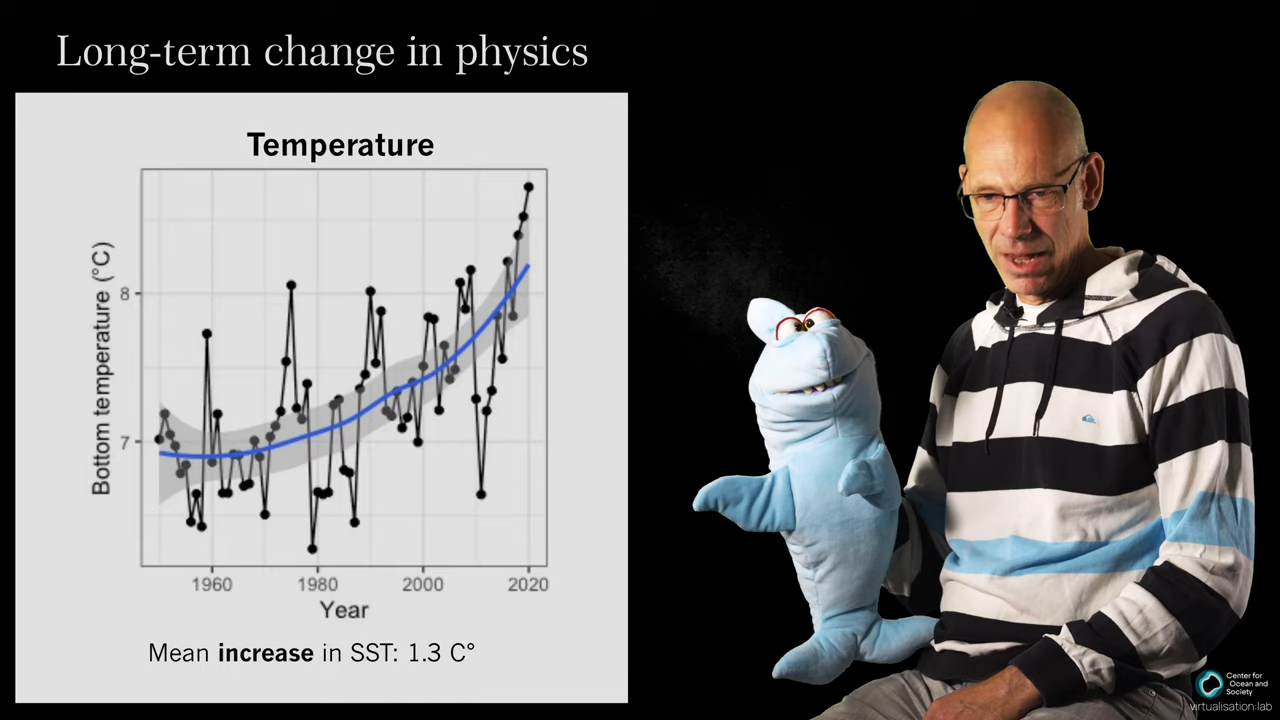 Long-term change in physics
Temperature
Bottom temperature (°C)
8
7
1960
1980
2000
2020
Year
Mean increase in SST: 1.3 C°
Center for
Ocean and
Society
virtualisation:lab